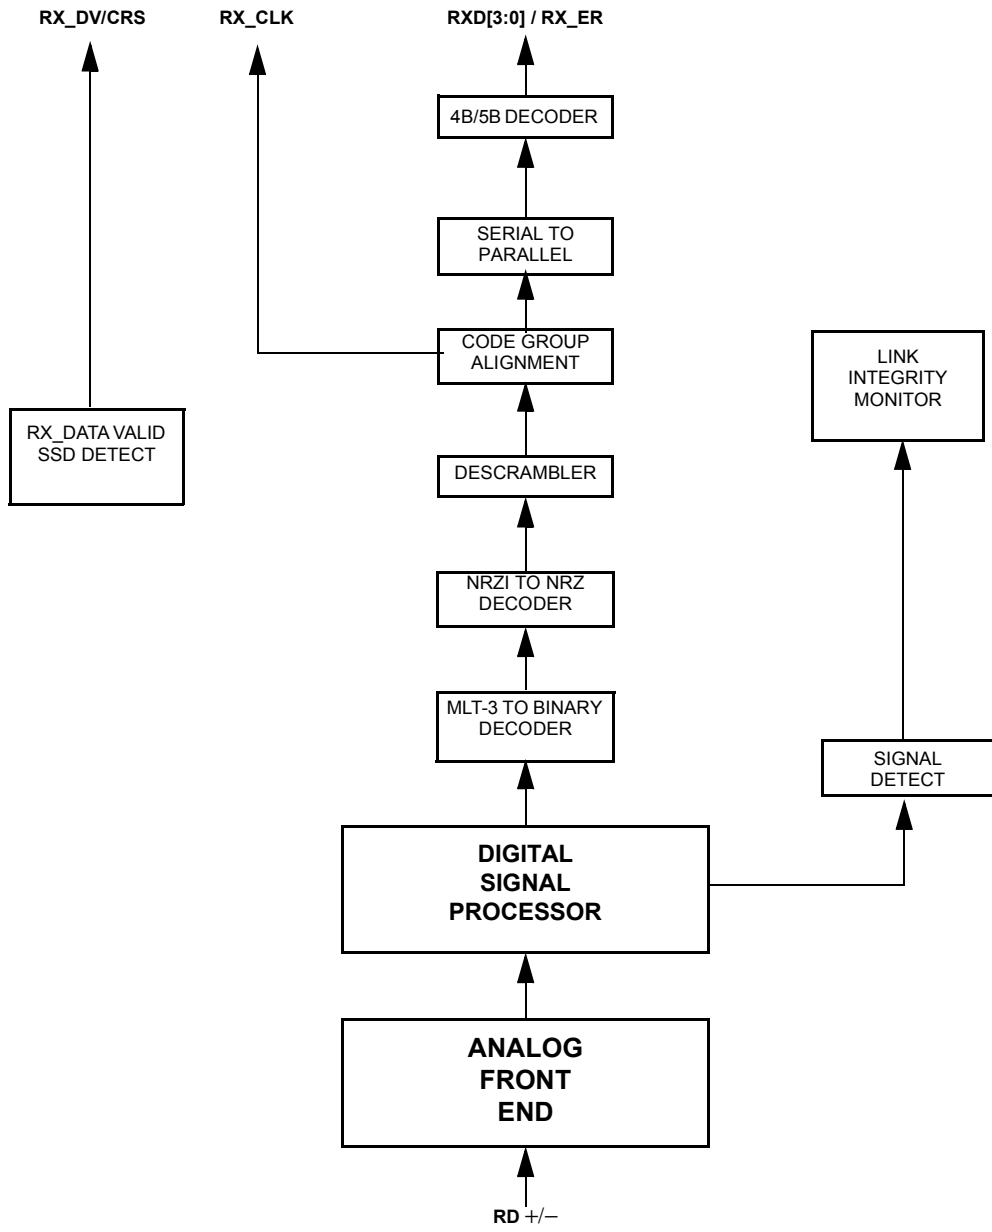 RX_DV/CRS
RX_CLK
RXD[3:0] / RX_ER
4B/5B DECODER
SERIAL TO
PARALLEL
CODE GROUP
ALIGNMENT
LINK
INTEGRITY
MONITOR
RX_DATA VALID
SSD DETECT
DESCRAMBLER
NRZI TO NRZ
DECODER
MLT-3 TO BINARY
DECODER
SIGNAL
DETECT
DIGITAL
SIGNAL
PROCESSOR
ANALOG
FRONT
END
RD +/−